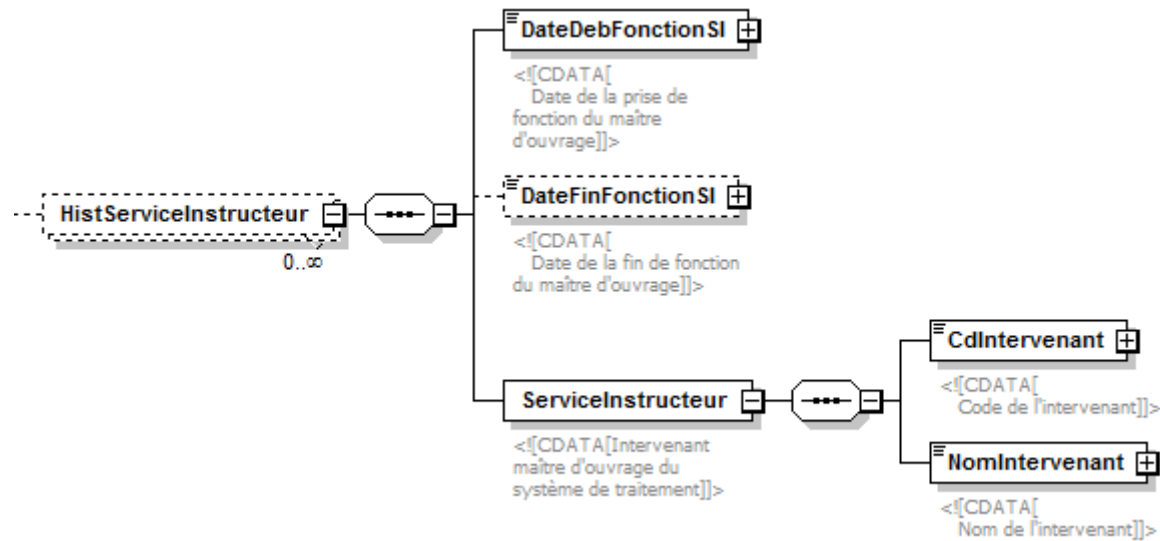 DateDebFonctionSI
<![CDATA[
Date de la prise de
fonction du maître
d'ouvrage]]>
HistServiceInstructeur
0..∞
DateFinFonctionSI
<![CDATA[
Date de la fin de fonction
du maître d'ouvrage]]>
ServiceInstructeur
<![CDATA[Intervenant
maître d'ouvrage du
système de traitement]]>
CdIntervenant
<![CDATA[
Code de l'intervenant]]>
NomIntervenant
<![CDATA[
Nom de l'intervenant]]>